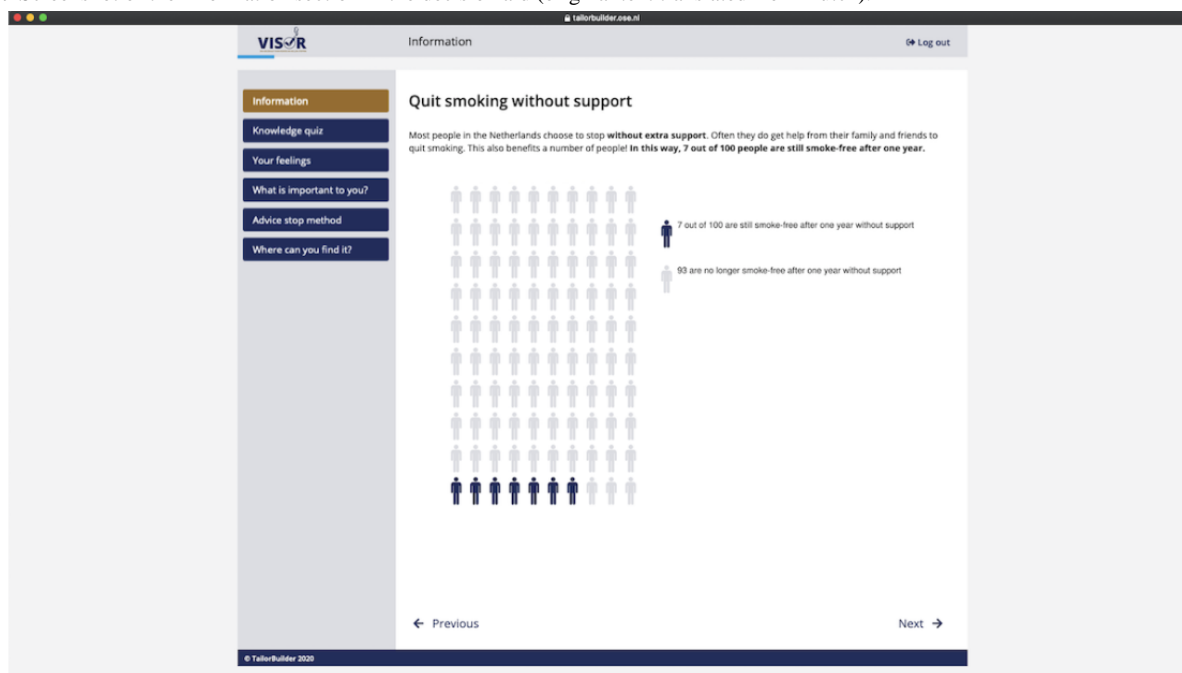 tailorbuilder.ose.nl
VISOR
Information
Log out
Information
Knowledge quiz
Your feelings
What is important to you?
Advice stop method
Where can you find it?
Quit smoking without support
Most people in the Netherlands choose to stop without extra support. Often they do get help from their family and friends to
quit smoking. This also benefits a number of people! In this way, 7 out of 100 people are still smoke-free after one year.
7 out of 100 are still smoke-free after one year without support
93 are no longer smoke-free after one year without support
Previous
Next
© TailorBuilder 2020